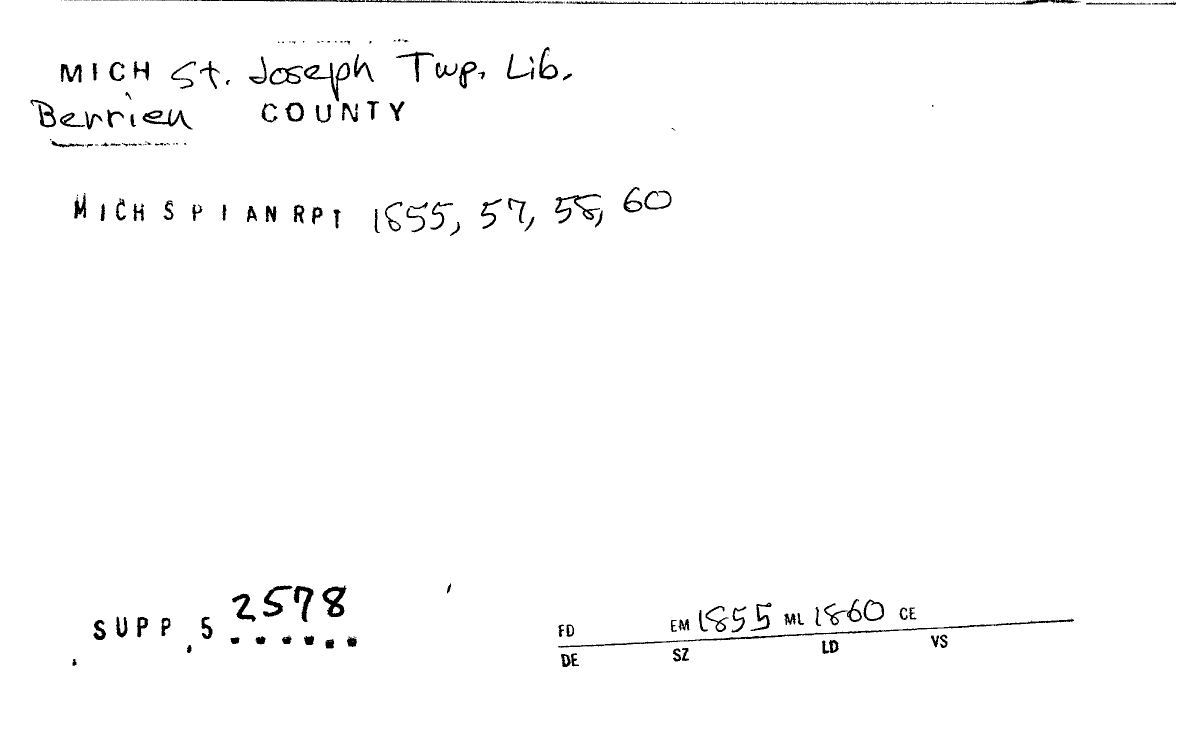 MICH St. Joseph Twp. Lib.
Berrien COUNTY
MICH SPI AN RPT 1855, 57, 58, 60
SUPP. 5 2578
FD EM 1855 ML 1860 CE
DE SZ LD VS